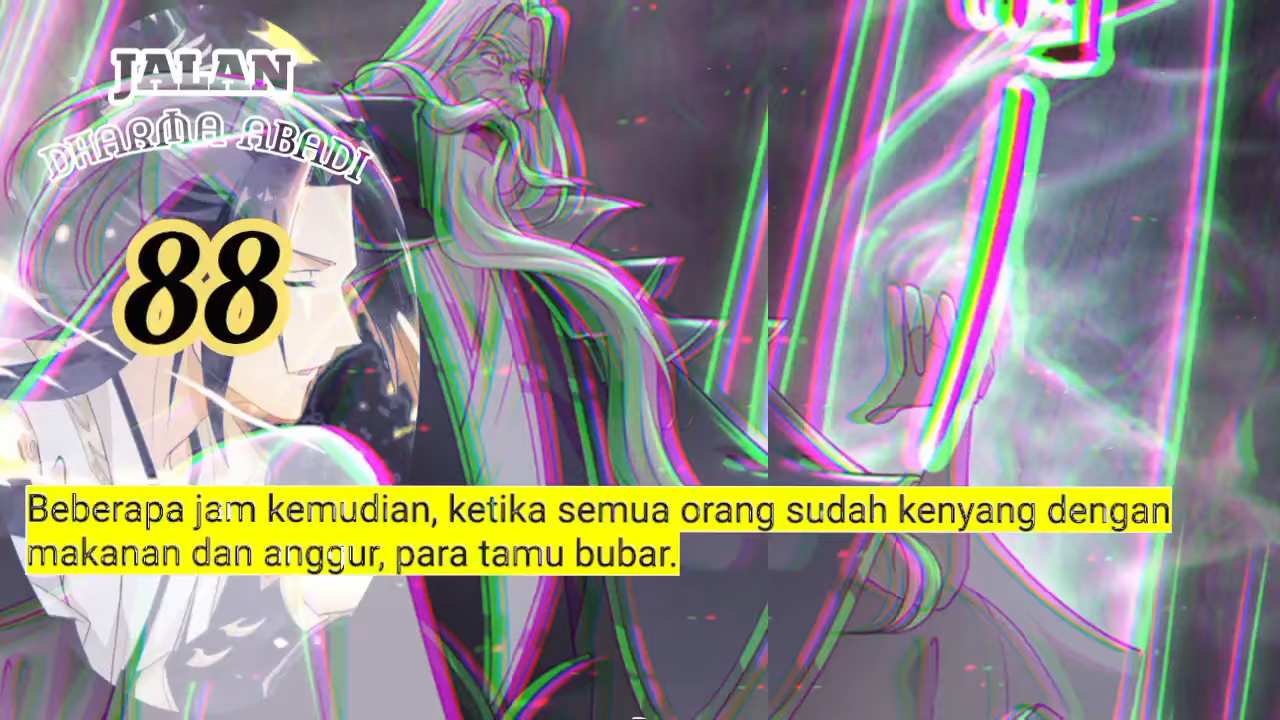 JALAN
DHARMA ABADI
88
Beberapa jam kemudian, ketika semua orang sudah kenyang dengan
makanan dan anggur, para tamu bubar.